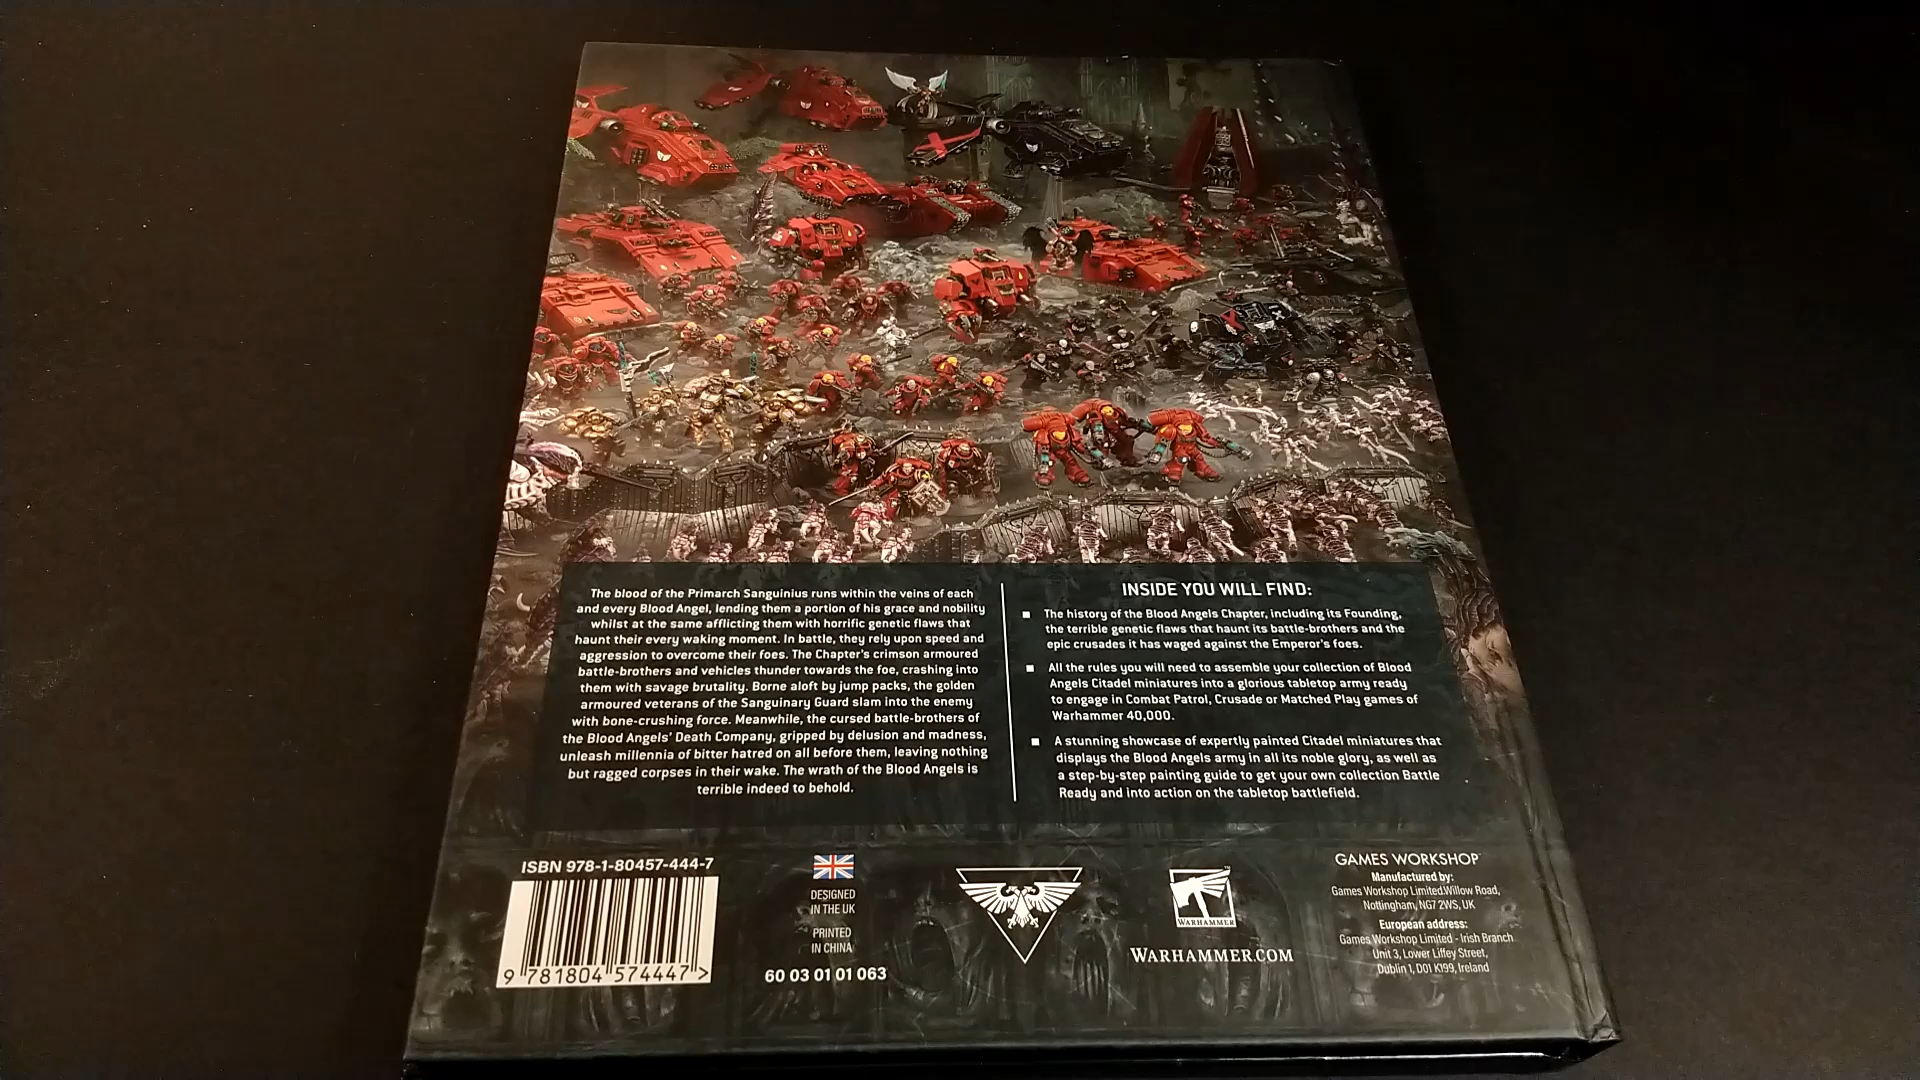 The blood of the Primarch Sanguinius runs within the veins of each
and every Blood Angel, lending them a portion of his grace and nobility
whilst at the same afflicting them with horrific genetic flaws that
haunt their every waking moment. In battle, they rely upon speed and
aggression to overcome their foes. The Chapter's crimson armoured
battle-brothers and vehicles thunder towards the foe, crashing into
them with savage brutality. Borne aloft by jump packs, the golden
armoured veterans of the Sanguinary Guard slam into the enemy
with bone-crushing force. Meanwhile, the cursed battle-brothers of
the Blood Angels' Death Company, gripped by delusion and madness,
unleash millennia of bitter hatred on all before them, leaving nothing
but ragged corpses in their wake. The wrath of the Blood Angels is
terrible indeed to behold.
INSIDE YOU WILL FIND:
■ The history of the Blood Angels Chapter, including its Founding,
the terrible genetic flaws that haunt its battle-brothers and the
epic crusades it has waged against the Emperor's foes.
■ All the rules you will need to assemble your collection of Blood
Angels Citadel miniatures into a glorious tabletop army ready
to engage in Combat Patrol, Crusade or Matched Play games of
Warhammer 40,000.
■ A stunning showcase of expertly painted Citadel miniatures that
displays the Blood Angels army in all its noble glory, as well as
a step-by-step painting guide to get your own collection Battle
Ready and into action on the tabletop battlefield.
ISBN 978-1-80457-444-7
9 781804 574447 >
DESIGNED
IN THE UK
PRINTED
IN CHINA
60 03 01 01 063
WARHAMMER
™
WARHAMMER.COM
GAMES WORKSHOP
Manufactured by:
Games Workshop Limited.Willow Road,
Nottingham, NG7 2WS, UK
European address:
Games Workshop Limited - Irish Branch
Unit 3, Lower Liffey Street,
Dublin 1, D01 K199, Ireland